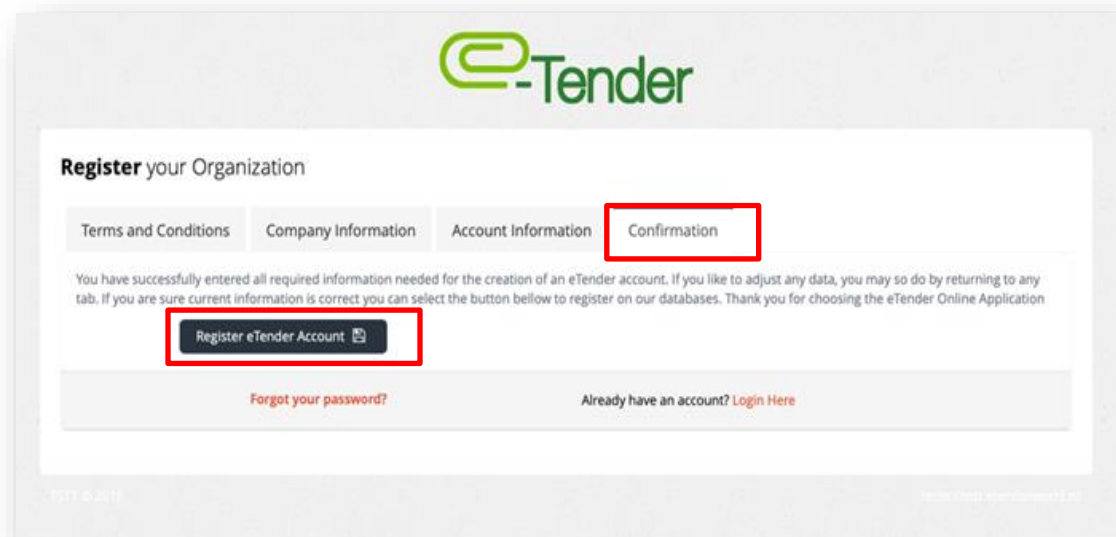 e-Tender
Register your Organization
Terms and Conditions Company Information Account Information Confirmation
You have successfully entered all required information needed for the creation of an eTender account. If you like to adjust any data, you may so do by returning to any
tab. If you are sure current information is correct you can select the button bellow to register on our databases. Thank you for choosing the eTender Online Application
Register eTender Account
Forgot your password? Already have an account? Login Here